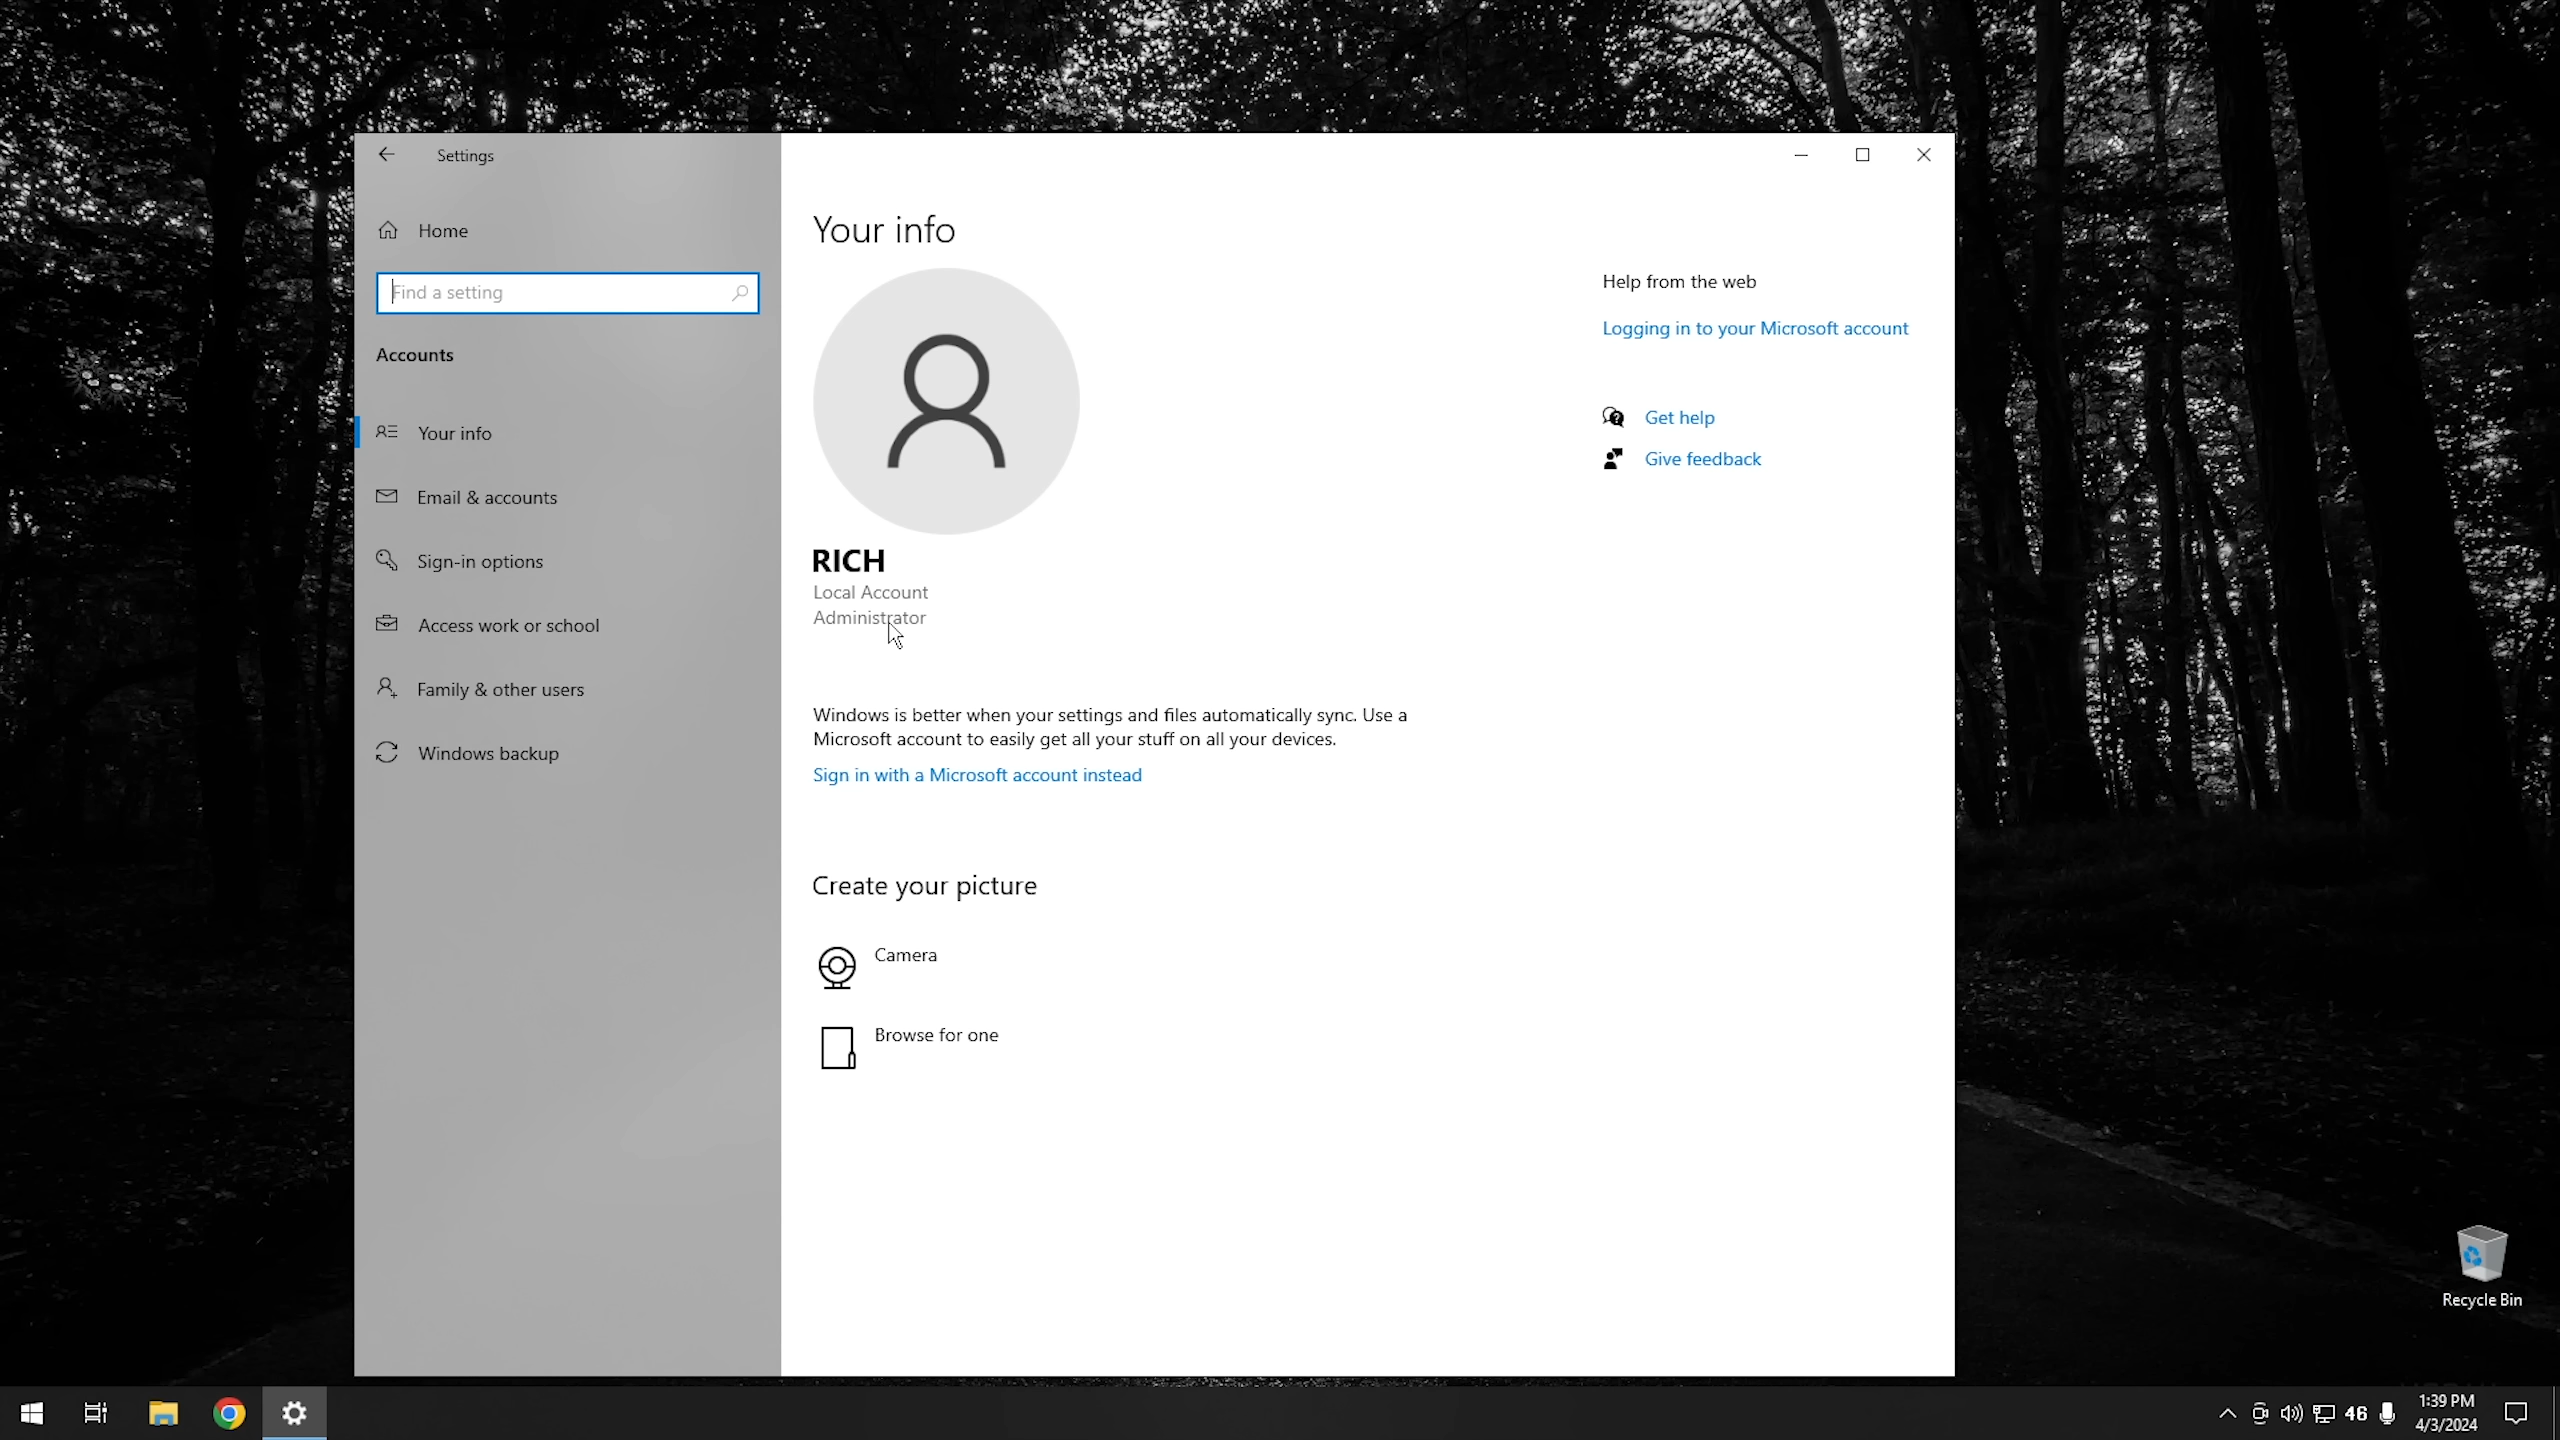 Settings
Home
Find a setting
Accounts
Your info
Email & accounts
Sign-in options
Access work or school
Family & other users
Windows backup
Your info
RICH
Local Account
Administrator
Windows is better when your settings and files automatically sync. Use a
Microsoft account to easily get all your stuff on all your devices.
Sign in with a Microsoft account instead
Create your picture
Camera
Browse for one
Help from the web
Logging in to your Microsoft account
Get help
Give feedback
Recycle Bin
46
1:39 PM
4/3/2024